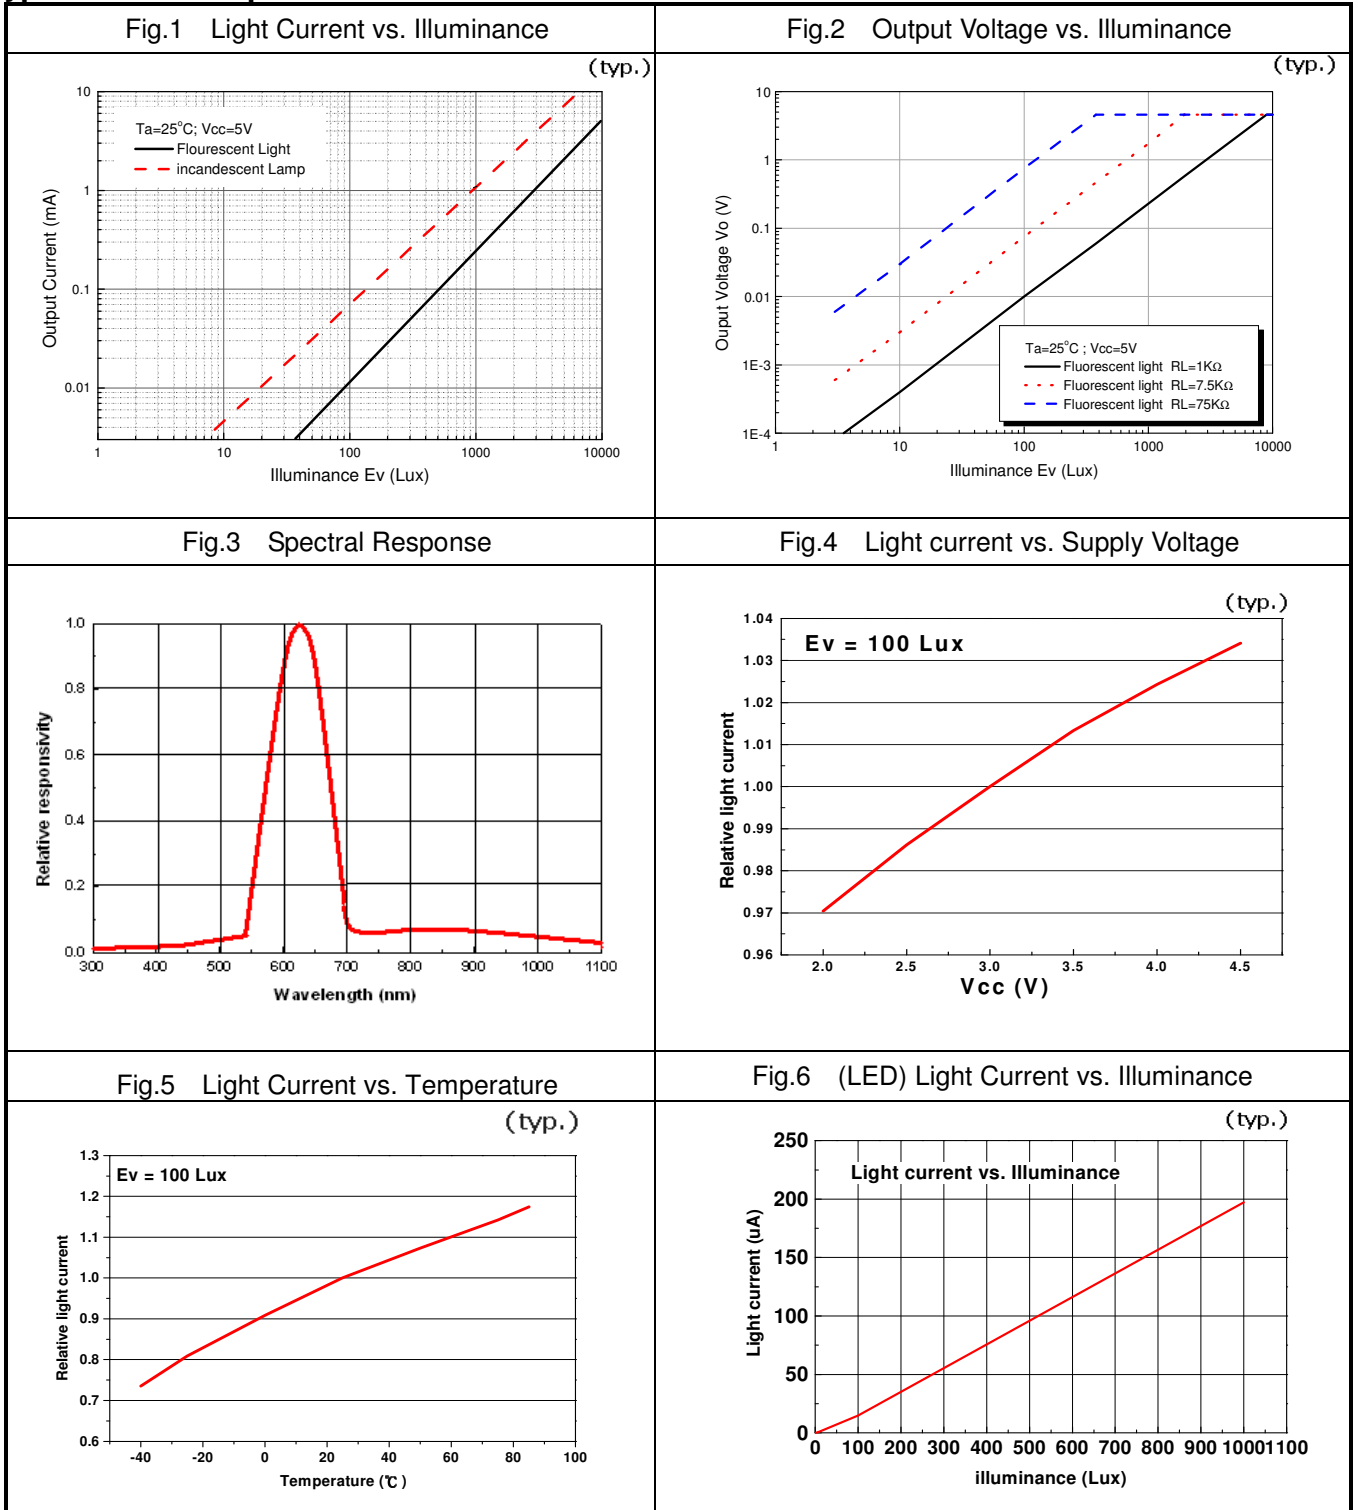 Fig.1 Light Current vs. Illuminance
(typ.)
10
1
0.1
0.01
Ta=25°C; Vcc=5V
Flourescent Light
incandescent Lamp
Output Current (mA)
1 10 100 1000 10000
Illuminance Ev (Lux)
Fig.2 Output Voltage vs. Illuminance
(typ.)
10
1
0.1
0.01
1E-3
1E-4
Ouput Voltage Vo (V)
Ta=25°C ; Vcc=5V
Fluorescent light RL=1KΩ
Fluorescent light RL=7.5KΩ
Fluorescent light RL=75KΩ
1 10 100 1000 10000
Illuminance Ev (Lux)
Fig.3 Spectral Response
1.0
0.8
0.6
0.4
0.2
0.0
Relative responsivity
300 400 500 600 700 800 900 1000 1100
Wavelength (nm)
Fig.4 Light current vs. Supply Voltage
(typ.)
Ev = 100 Lux
1.04
1.03
1.02
1.01
1.00
0.99
0.98
0.97
0.96
Relative light current
2.0 2.5 3.0 3.5 4.0 4.5
Vcc (V)
Fig.5 Light Current vs. Temperature
(typ.)
Ev = 100 Lux
1.3
1.2
1.1
1.0
0.9
0.8
0.7
0.6
Relative light current
-40 -20 0 20 40 60 80 100
Temperature (℃)
Fig.6 (LED) Light Current vs. Illuminance
(typ.)
Light current vs. Illuminance
250
200
150
100
50
0
Light current (uA)
0 100 200 300 400 500 600 700 800 900 1000 1100
illuminance (Lux)